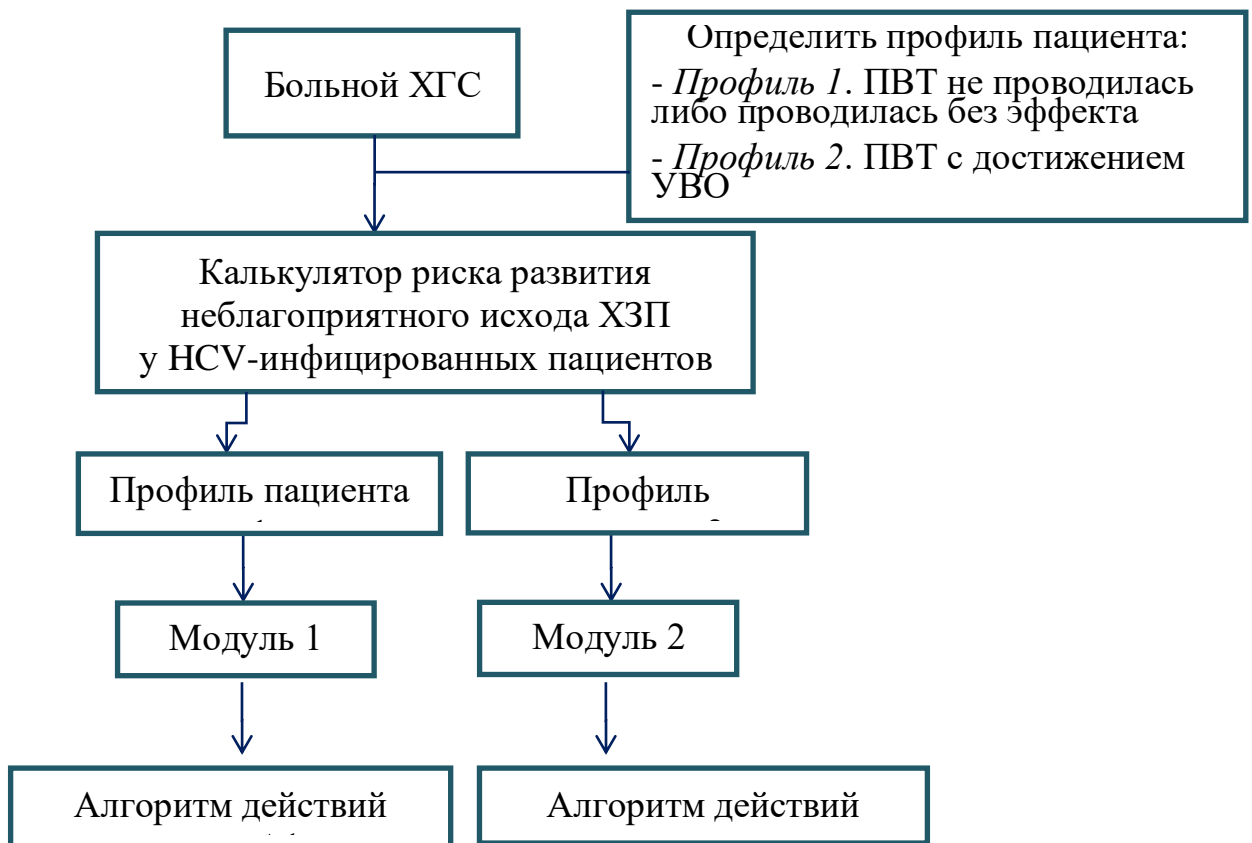 Больной ХГС
Определить профиль пациента:
- Профиль 1. ПВТ не проводилась
либо проводилась без эффекта
- Профиль 2. ПВТ с достижением
УВО
Калькулятор риска развития
неблагоприятного исхода ХЗП
у HCV-инфицированных пациентов
Профиль пациента
Профиль
Модуль 1
Модуль 2
Алгоритм действий
Алгоритм действий